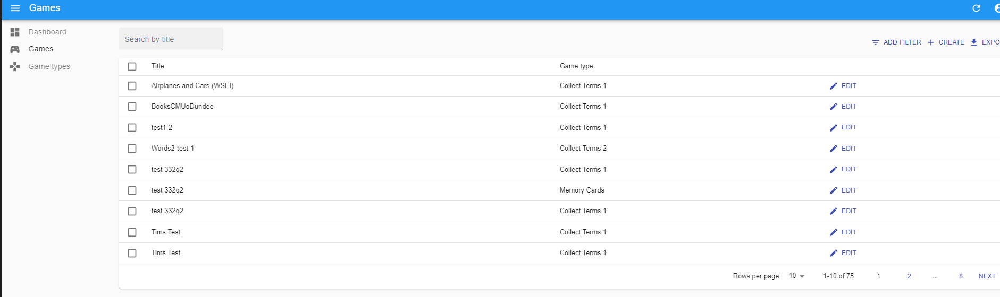 Games
Dashboard
Games
Game types
Search by title
ADD FILTER CREATE EXPO
Title Game type
Airplanes and Cars (WSEI) Collect Terms 1 EDIT
BooksCMUoDundee Collect Terms 1 EDIT
test1-2 Collect Terms 1 EDIT
Words2-test-1 Collect Terms 2 EDIT
test 332q2 Collect Terms 1 EDIT
test 332q2 Memory Cards EDIT
test 332q2 Collect Terms 1 EDIT
Tims Test Collect Terms 1 EDIT
Tims Test Collect Terms 1 EDIT
Rows per page: 10 1-10 of 75 1 2 ... 8 NEXT